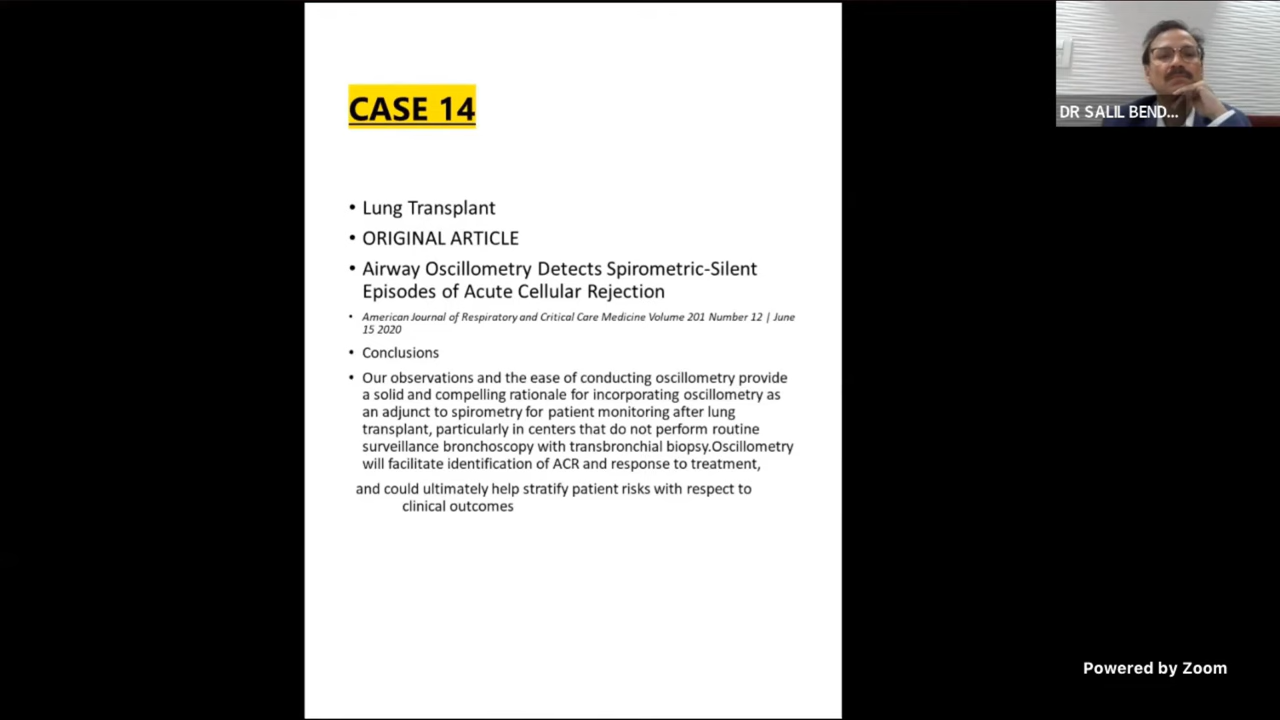 CASE 14
• Lung Transplant
• ORIGINAL ARTICLE
• Airway Oscillometry Detects Spirometric-Silent
Episodes of Acute Cellular Rejection
• American Journal of Respiratory and Critical Care Medicine Volume 201 Number 12 | June
15 2020
• Conclusions
• Our observations and the ease of conducting oscillometry provide
a solid and compelling rationale for incorporating oscillometry as
an adjunct to spirometry for patient monitoring after lung
transplant, particularly in centers that do not perform routine
surveillance bronchoscopy with transbronchial biopsy.Oscillometry
will facilitate identification of ACR and response to treatment,
and could ultimately help stratify patient risks with respect to
clinical outcomes
DR SALIL BEND...
Powered by Zoom